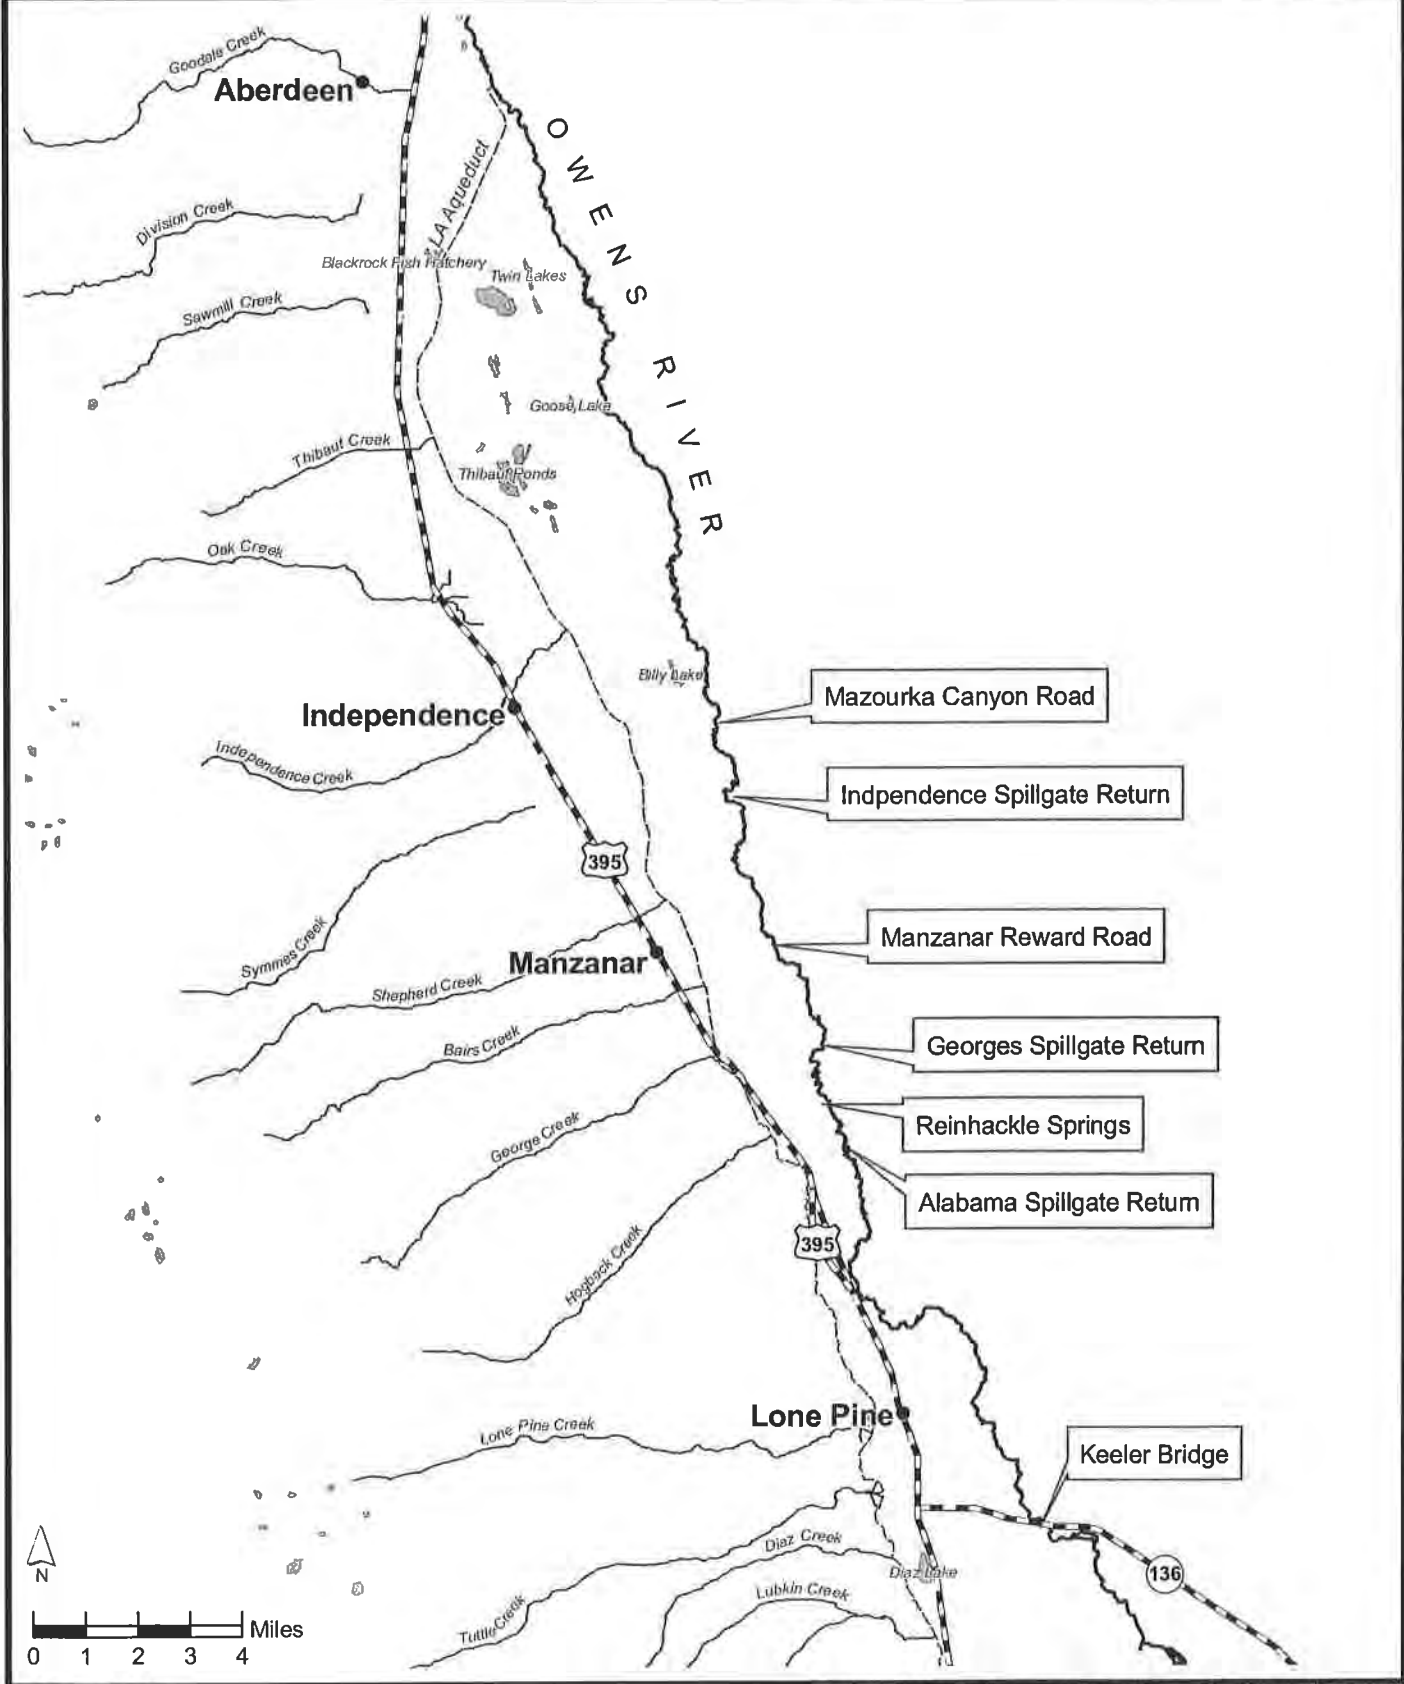 Goodale Creek
Aberdeen
OWENS RIVER
LA Aqueduct
Division Creek
Blackrock Fish Hatchery
Twin Lakes
Sawmill Creek
Goose Lake
Thibaut Creek
Thibaut Ponds
Oak Creek
Billy Lake
Mazourka Canyon Road
Independence
Independence Creek
Indpendence Spillgate Return
395
Symmes Creek
Manzanar Reward Road
Manzanar
Shepherd Creek
Bairs Creek
Georges Spillgate Return
George Creek
Reinhackle Springs
Alabama Spillgate Return
395
Hogback Creek
Lone Pine
Lone Pine Creek
Keeler Bridge
Diaz Creek
Diaz Lake
136
Lubkin Creek
Tuttle Creek
N
Miles
0 1 2 3 4